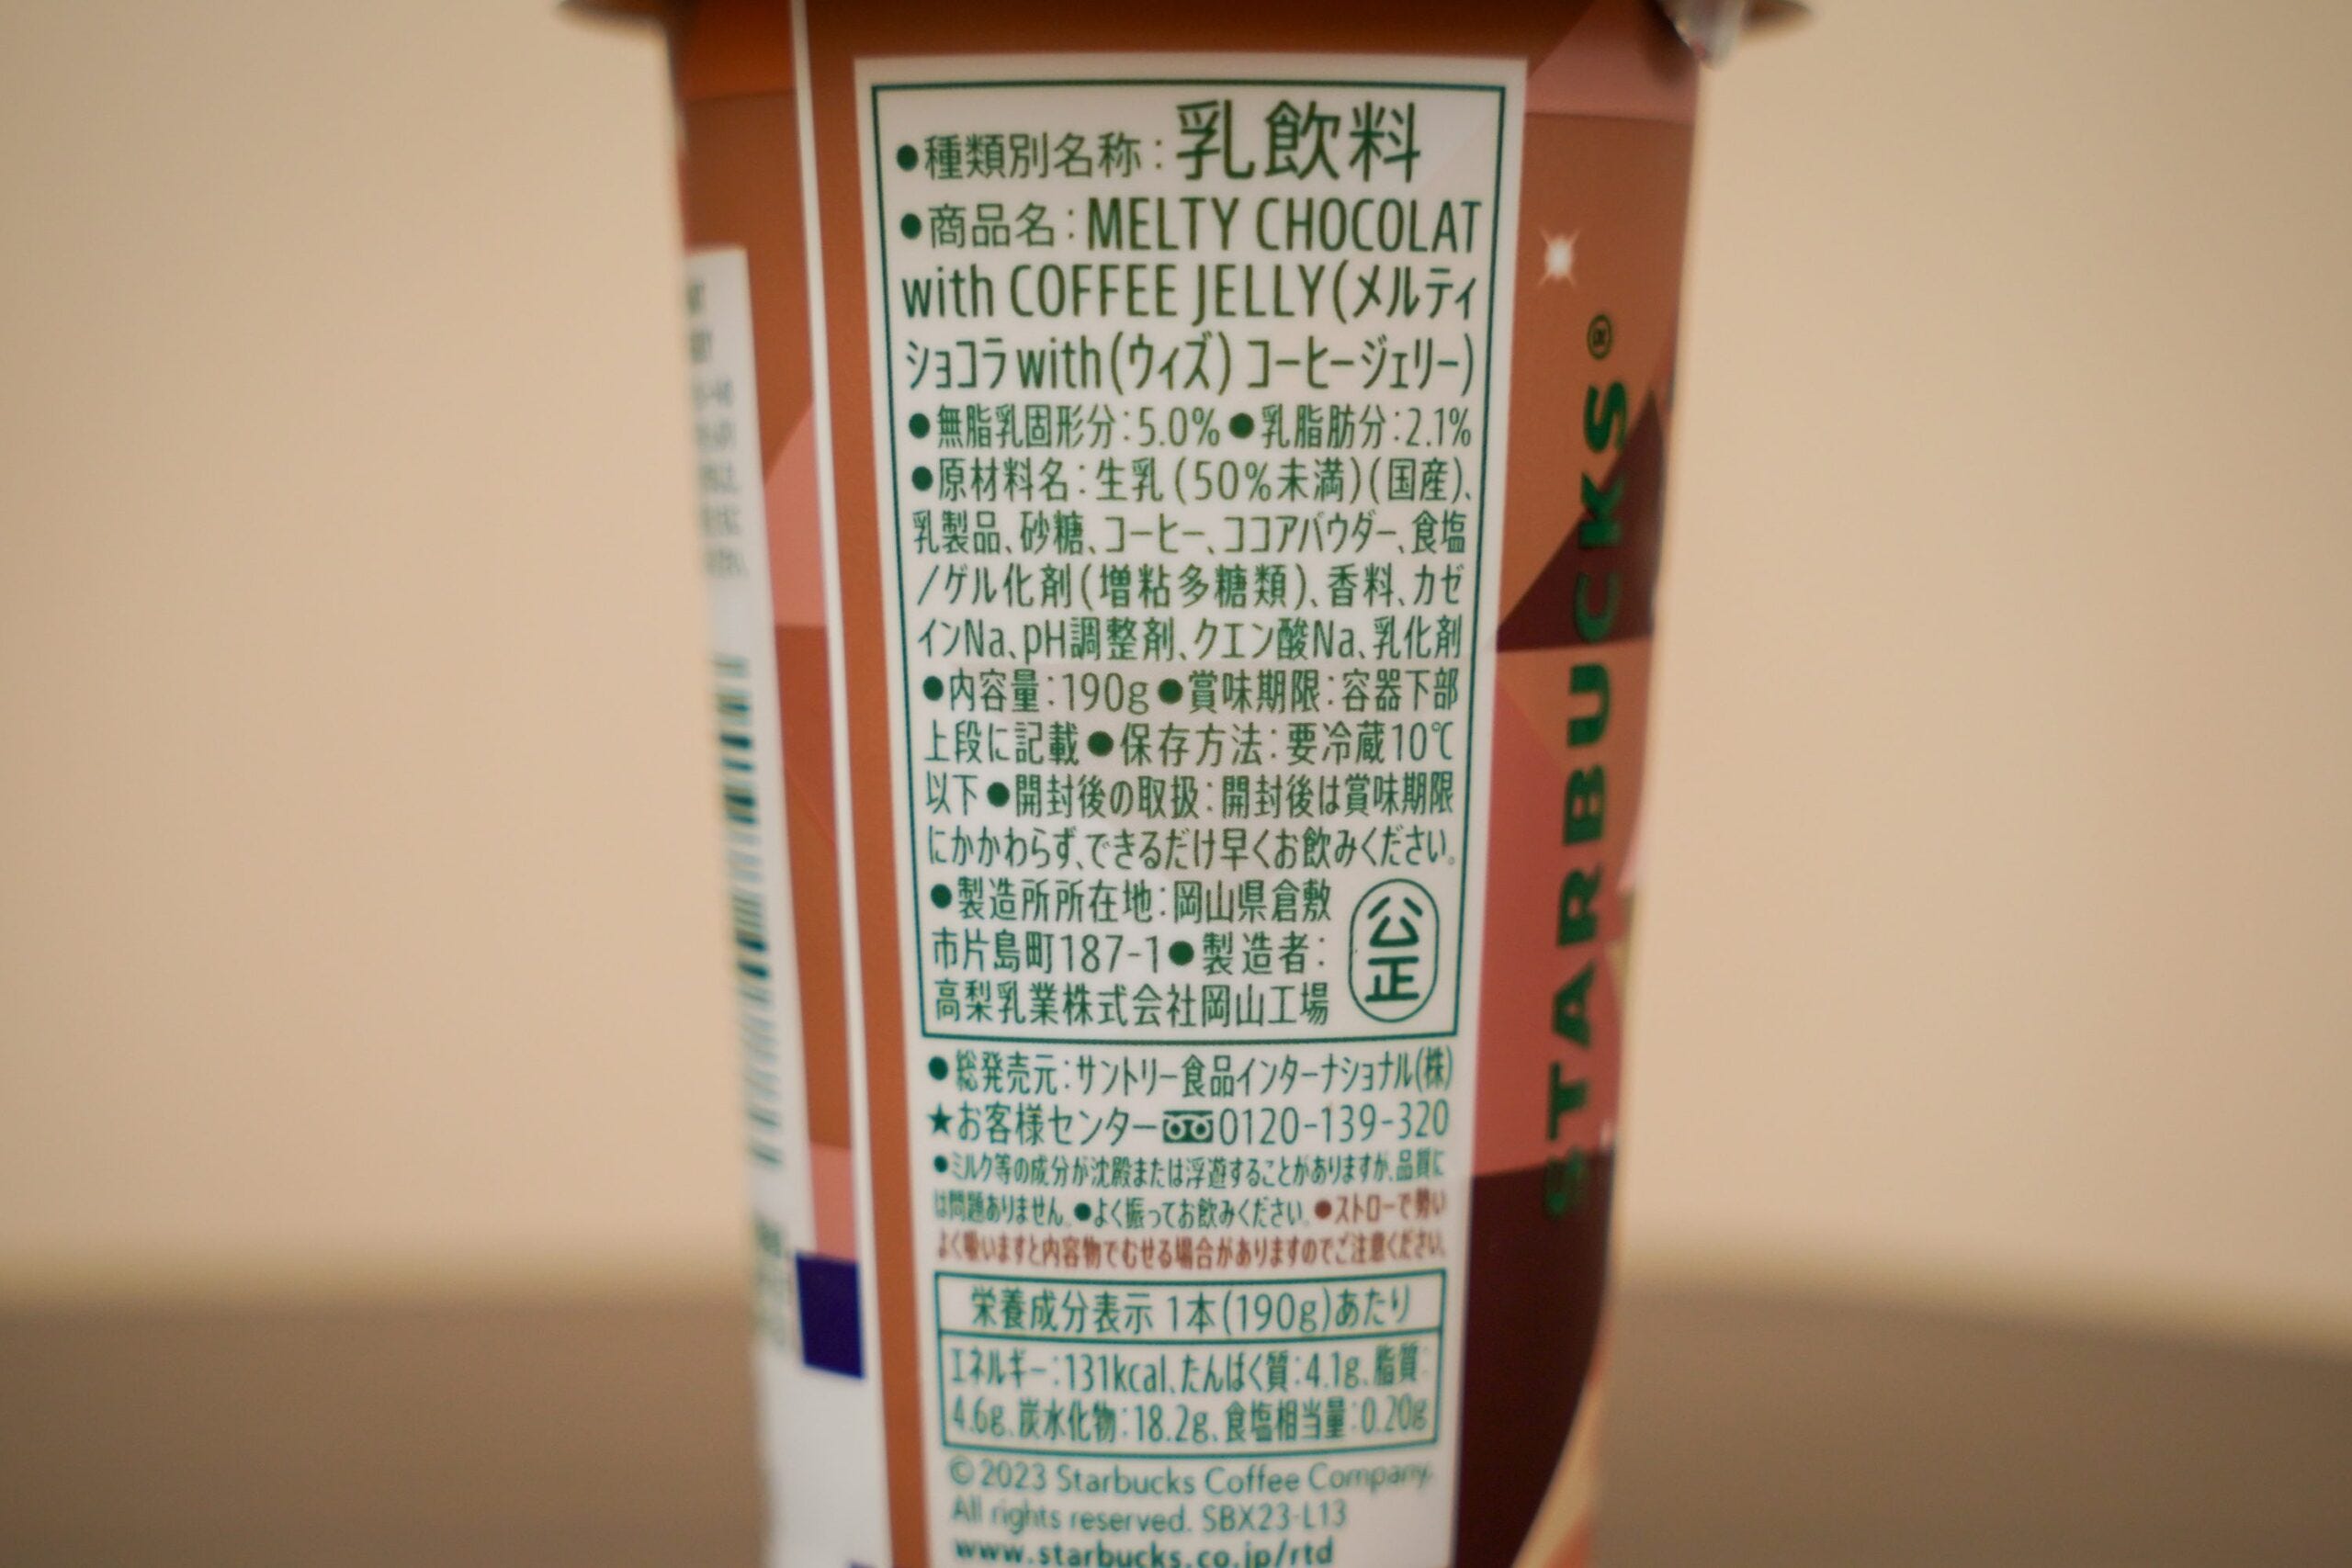 ●種類別名称：乳飲料
●商品名：MELTY CHOCOLAT
with COFFEE JELLY(メルティ
ショコラwith(ウィズ) コーヒージェリー)
●無脂乳固形分：5.0% ●乳脂肪分：2.1%
●原材料名：生乳(50%未満)(国産)、
乳製品、砂糖、コーヒー、ココアパウダー、食塩
/ゲル化剤(増粘多糖類)、香料、カゼ
インNa、pH調整剤、クエン酸Na、乳化剤
●内容量：190g ●賞味期限：容器下部
上段に記載 ●保存方法：要冷蔵10℃
以下 ●開封後の取扱：開封後は賞味期限
にかかわらず、できるだけ早くお飲みください。
●製造所所在地：岡山県倉敷
市片島町187-1 ●製造者：
高梨乳業株式会社岡山工場
公正
●総発売元：サントリー食品インターナショナル(株)
★お客様センター0120-139-320
●ミルク等の成分が沈殿または浮遊することがありますが、品質に
は問題ありません。●よく振ってお飲みください。●ストローで勢い
よく吸いますと内容物でむせる場合がありますのでご注意ください。
栄養成分表示 1本(190g)あたり
エネルギー：131kcal、たんぱく質：4.1g、脂質：
4.6g、炭水化物：18.2g、食塩相当量：0.20g
©2023 Starbucks Coffee Company.
All rights reserved. SBX23-L13
www.starbucks.co.jp/rtd
STARBUCKS®